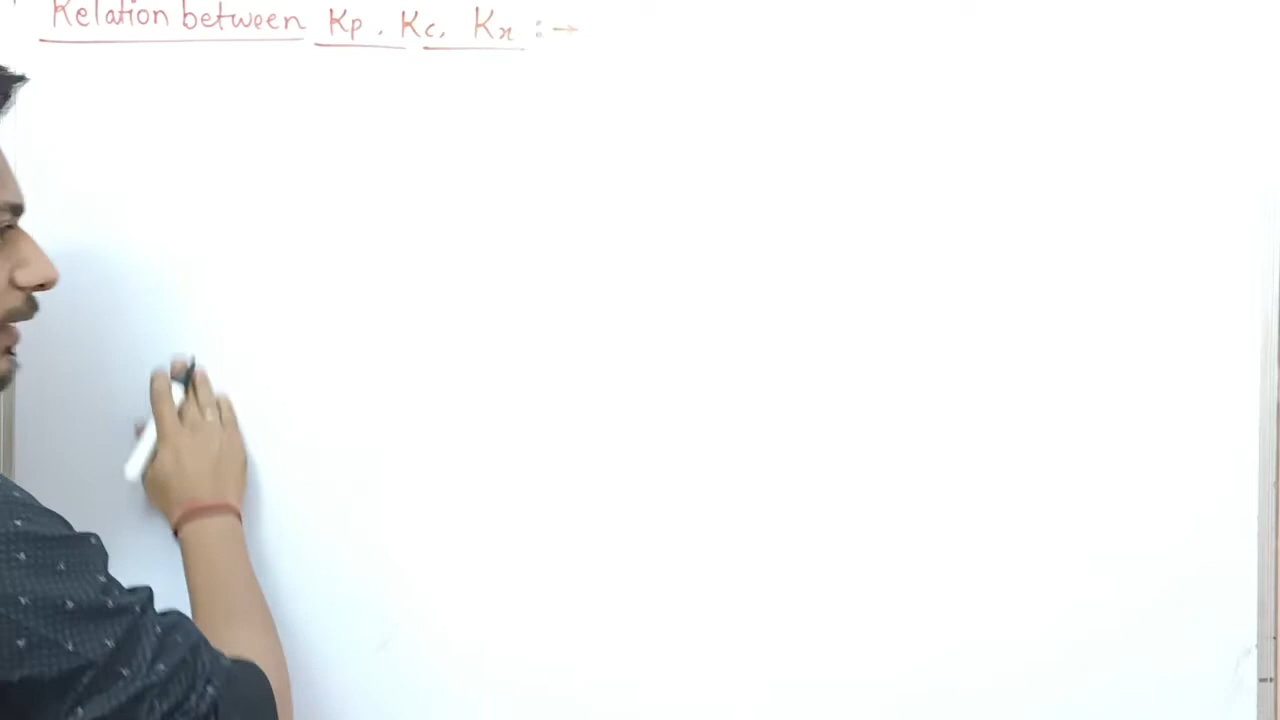 Relation between Kp, Kc, Kx :→